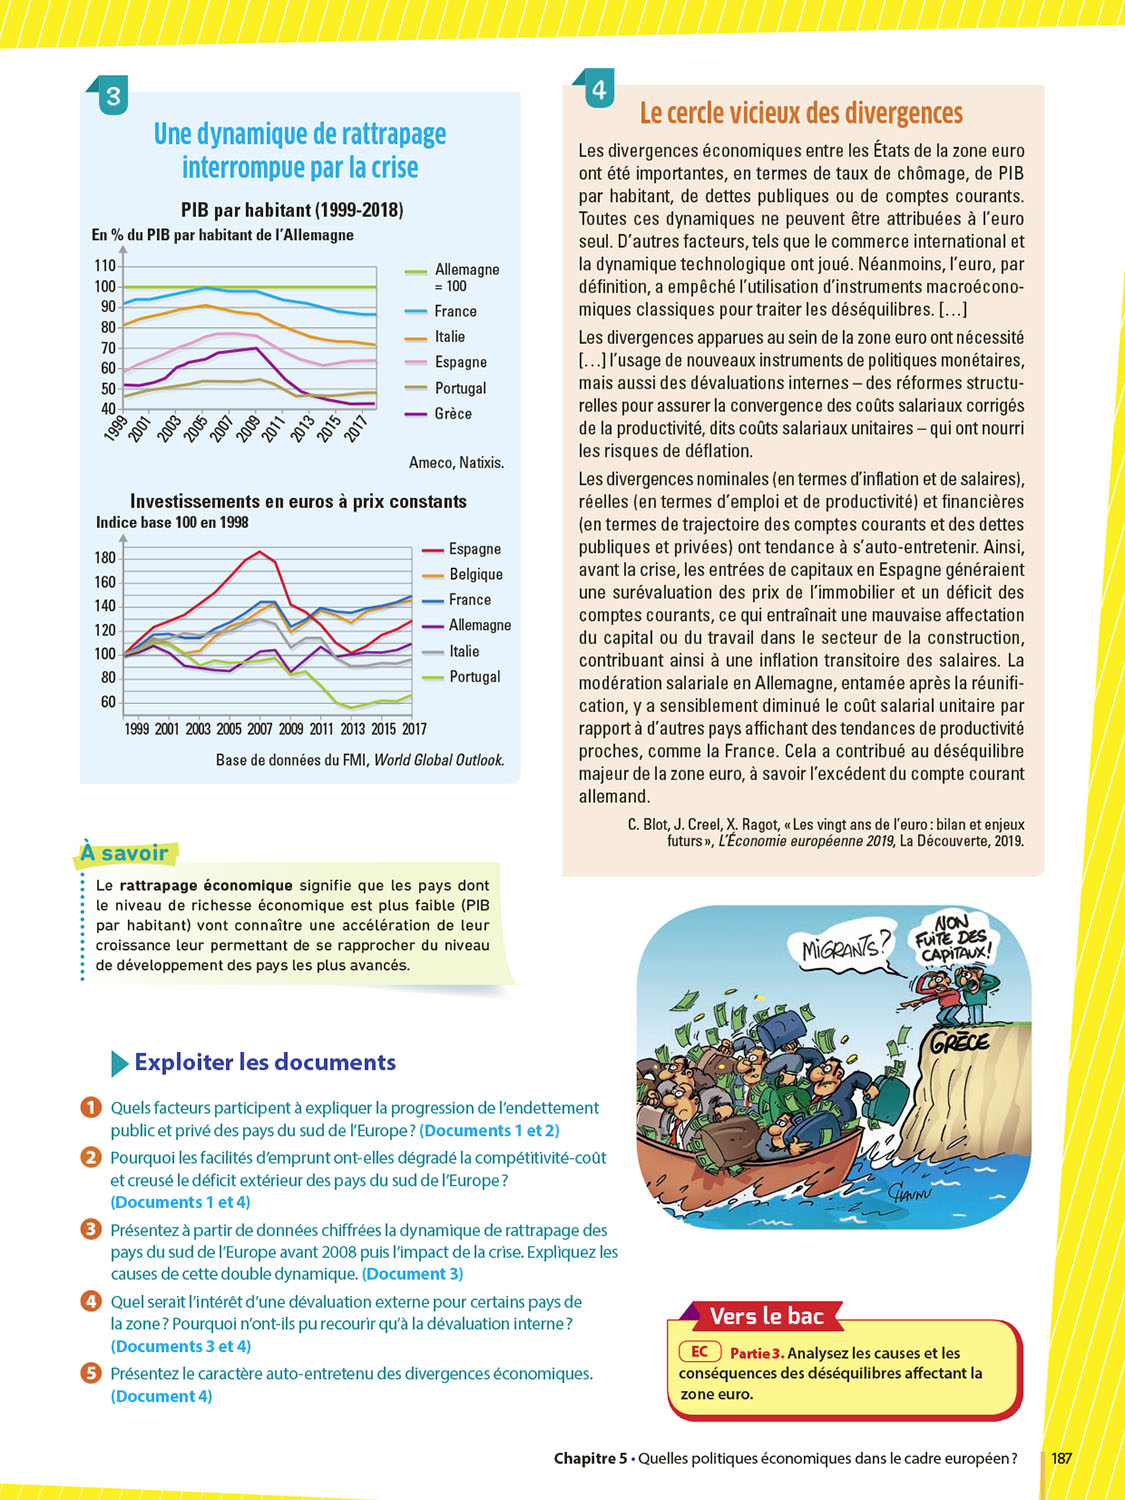 3
Une dynamique de rattrapage
interrompue par la crise
PIB par habitant (1999-2018)
En % du PIB par habitant de l'Allemagne
110
100
90
80
70
60
50
40
1999
2001
2003
2005
2007
2009
2011
2013
2015
2017
Allemagne
= 100
France
Italie
Espagne
Portugal
Grèce
Ameco, Natixis.
Investissements en euros à prix constants
Indice base 100 en 1998
180
160
140
120
100
80
60
1999 2001 2003 2005 2007 2009 2011 2013 2015 2017
Espagne
Belgique
France
Allemagne
Italie
Portugal
Base de données du FMI, World Global Outlook.
À savoir
Le rattrapage économique signifie que les pays dont
le niveau de richesse économique est plus faible (PIB
par habitant) vont connaître une accélération de leur
croissance leur permettant de se rapprocher du niveau
de développement des pays les plus avancés.
4
Le cercle vicieux des divergences
Les divergences économiques entre les États de la zone euro
ont été importantes, en termes de taux de chômage, de PIB
par habitant, de dettes publiques ou de comptes courants.
Toutes ces dynamiques ne peuvent être attribuées à l'euro
seul. D'autres facteurs, tels que le commerce international et
la dynamique technologique ont joué. Néanmoins, l'euro, par
définition, a empêché l'utilisation d'instruments macroécono-
miques classiques pour traiter les déséquilibres. […]
Les divergences apparues au sein de la zone euro ont nécessité
[…] l'usage de nouveaux instruments de politiques monétaires,
mais aussi des dévaluations internes – des réformes structu-
relles pour assurer la convergence des coûts salariaux corrigés
de la productivité, dits coûts salariaux unitaires – qui ont nourri
les risques de déflation.
Les divergences nominales (en termes d'inflation et de salaires),
réelles (en termes d'emploi et de productivité) et financières
(en termes de trajectoire des comptes courants et des dettes
publiques et privées) ont tendance à s'auto-entretenir. Ainsi,
avant la crise, les entrées de capitaux en Espagne généraient
une surévaluation des prix de l'immobilier et un déficit des
comptes courants, ce qui entraînait une mauvaise affectation
du capital ou du travail dans le secteur de la construction,
contribuant ainsi à une inflation transitoire des salaires. La
modération salariale en Allemagne, entamée après la réunifi-
cation, y a sensiblement diminué le coût salarial unitaire par
rapport à d'autres pays affichant des tendances de productivité
proches, comme la France. Cela a contribué au déséquilibre
majeur de la zone euro, à savoir l'excédent du compte courant
allemand.
C. Blot, J. Creel, X. Ragot, « Les vingt ans de l'euro : bilan et enjeux
futurs », L'Économie européenne 2019, La Découverte, 2019.
MIGRANTS?
NON
FUITE DES
CAPITAUX!
GRÈCE
CHAUNU
Exploiter les documents
1 Quels facteurs participent à expliquer la progression de l'endettement
public et privé des pays du sud de l'Europe ? (Documents 1 et 2)
2 Pourquoi les facilités d'emprunt ont-elles dégradé la compétitivité-coût
et creusé le déficit extérieur des pays du sud de l'Europe ?
(Documents 1 et 4)
3 Présentez à partir de données chiffrées la dynamique de rattrapage des
pays du sud de l'Europe avant 2008 puis l'impact de la crise. Expliquez les
causes de cette double dynamique. (Document 3)
4 Quel serait l'intérêt d'une dévaluation externe pour certains pays de
la zone ? Pourquoi n'ont-ils pu recourir qu'à la dévaluation interne ?
(Documents 3 et 4)
5 Présentez le caractère auto-entretenu des divergences économiques.
(Document 4)
Vers le bac
EC Partie 3. Analysez les causes et les
conséquences des déséquilibres affectant la
zone euro.
Chapitre 5 • Quelles politiques économiques dans le cadre européen ? 187